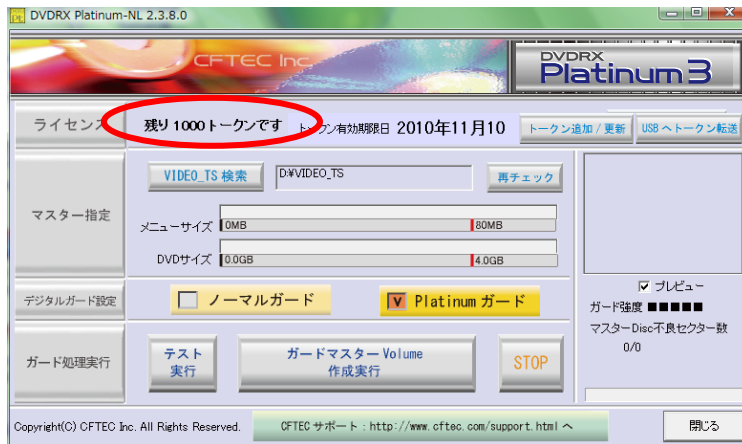 DVDRX Platinum-NL 2.3.8.0
CFTEC Inc.
DVDRX
Platinum 3
ライセンス
残り1000トークンです
トークン有効期限日 2010年11月10
トークン追加/更新
USBへトークン転送
マスター指定
VIDEO_TS 検索
D:¥VIDEO_TS
再チェック
メニューサイズ 0MB 80MB
DVDサイズ 0.0GB 4.0GB
デジタルガード設定
ノーマルガード
V Platinum ガード
プレビュー
ガード強度 ■■■■■
マスターDisc不良セクター数
0/0
ガード処理実行
テスト
実行
ガードマスター Volume
作成実行
STOP
Copyright(C) CFTEC Inc. All Rights Reserved.
CFTEC サポート : http://www.cftec.com/support.html へ
閉じる